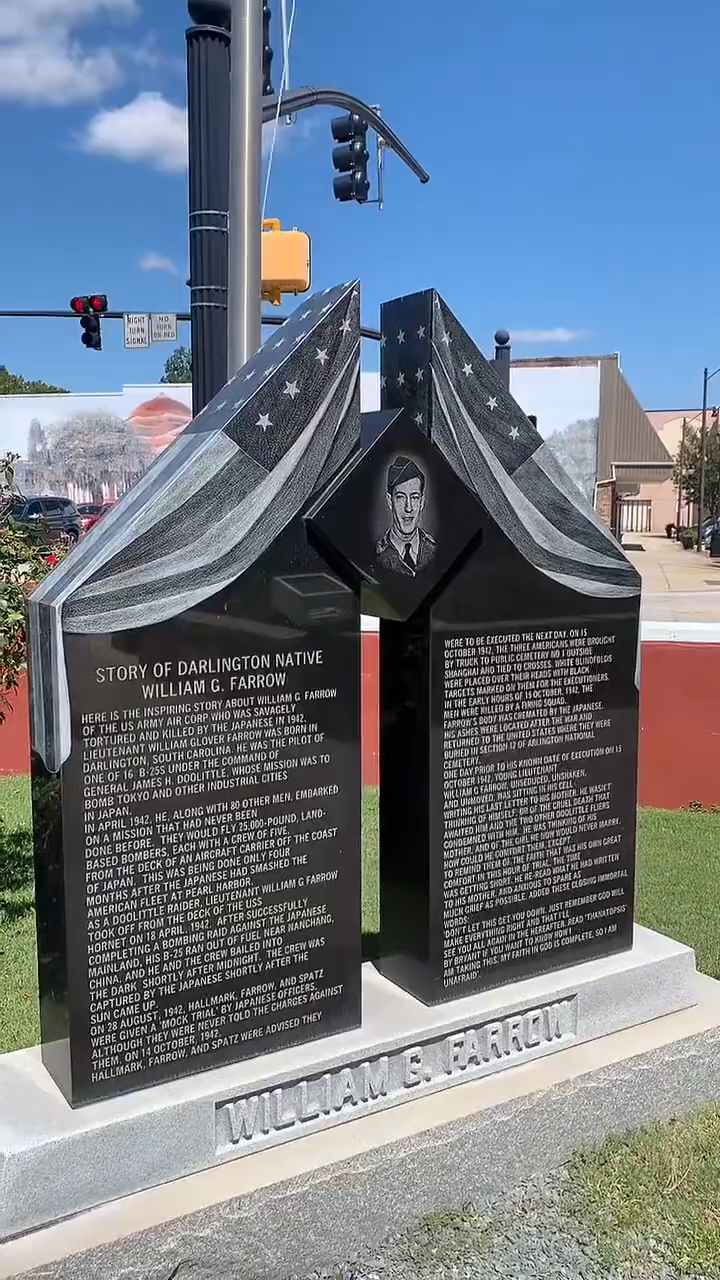 RIGHT
TURN
SIGNAL
NO
TURN
ON RED
STORY OF DARLINGTON NATIVE
WILLIAM G. FARROW
HERE IS THE INSPIRING STORY ABOUT WILLIAM G FARROW
OF THE US ARMY AIR CORP WHO WAS SAVAGELY
TORTURED AND KILLED BY THE JAPANESE IN 1942.
LIEUTENANT WILLIAM GLOVER FARROW WAS BORN IN
DARLINGTON, SOUTH CAROLINA. HE WAS THE PILOT OF
ONE OF 16 B-25S UNDER THE COMMAND OF
GENERAL JAMES H. DOOLITTLE, WHOSE MISSION WAS TO
BOMB TOKYO AND OTHER INDUSTRIAL CITIES
IN JAPAN.
IN APRIL 1942, HE, ALONG WITH 80 OTHER MEN, EMBARKED
ON A MISSION THAT HAD NEVER BEEN
DONE BEFORE. THEY WOULD FLY 25,000-POUND, LAND-
BASED BOMBERS, EACH WITH A CREW OF FIVE,
FROM THE DECK OF AN AIRCRAFT CARRIER OFF THE COAST
OF JAPAN. THIS WAS BEING DONE ONLY FOUR
MONTHS AFTER THE JAPANESE HAD SMASHED THE
AMERICAN FLEET AT PEARL HARBOR.
AS A DOOLITTLE RAIDER, LIEUTENANT WILLIAM G FARROW
TOOK OFF FROM THE DECK OF THE USS
HORNET ON 18 APRIL, 1942. AFTER SUCCESSFULLY
COMPLETING A BOMBING RAID AGAINST THE JAPANESE
MAINLAND, HIS B-25 RAN OUT OF FUEL NEAR NANCHANG,
CHINA, AND HE AND THE CREW BAILED INTO
THE DARK SHORTLY AFTER MIDNIGHT. THE CREW WAS
CAPTURED BY THE JAPANESE SHORTLY AFTER THE
SUN CAME UP.
ON 28 AUGUST, 1942, HALLMARK, FARROW, AND SPATZ
WERE GIVEN A 'MOCK TRIAL' BY JAPANESE OFFICERS,
ALTHOUGH THEY WERE NEVER TOLD THE CHARGES AGAINST
THEM. ON 14 OCTOBER, 1942,
HALLMARK, FARROW, AND SPATZ WERE ADVISED THEY
WERE TO BE EXECUTED THE NEXT DAY. ON 15
OCTOBER 1942, THE THREE AMERICANS WERE BROUGHT
BY TRUCK TO PUBLIC CEMETERY NO 1 OUTSIDE
SHANGHAI AND TIED TO CROSSES. WHITE BLINDFOLDS
WERE PLACED OVER THEIR HEADS WITH BLACK
TARGETS MARKED ON THEM FOR THE EXECUTIONERS.
IN THE EARLY HOURS OF 15 OCTOBER, 1942, THE
MEN WERE KILLED BY A FIRING SQUAD.
FARROW'S BODY WAS CREMATED BY THE JAPANESE.
HIS ASHES WERE LOCATED AFTER THE WAR AND
RETURNED TO THE UNITED STATES WHERE THEY WERE
BURIED IN SECTION 12 OF ARLINGTON NATIONAL
CEMETERY.
ONE DAY PRIOR TO HIS KNOWN DATE OF EXECUTION ON 15
OCTOBER 1942, YOUNG LIEUTENANT
WILLIAM G FARROW, UNSCARED, UNSHAKEN,
AND UNMOVED, WAS SITTING IN HIS CELL
WRITING HIS LAST LETTER TO HIS MOTHER. HE WASN'T
THINKING OF HIMSELF, OR OF THE CRUEL DEATH THAT
AWAITED HIM AND THE TWO OTHER DOOLITTLE FLIERS
CONDEMNED WITH HIM. HE WAS THINKING OF HIS
MOTHER, AND OF THE GIRL HE NOW WOULD NEVER MARRY.
HOW COULD HE COMFORT THEM, EXCEPT
TO REMIND THEM OF THE FAITH THAT WAS HIS OWN GREAT
COMFORT IN THIS HOUR OF TRIAL. THE TIME
WAS GETTING SHORT. HE RE-READ WHAT HE HAD WRITTEN
TO HIS MOTHER, AND ANXIOUS TO SPARE AS
MUCH GRIEF AS POSSIBLE, ADDED THESE CLOSING IMMORTAL
WORDS:
'DON'T LET THIS GET YOU DOWN. JUST REMEMBER GOD WILL
MAKE EVERYTHING RIGHT AND THAT I'LL
SEE YOU ALL AGAIN IN THE HEREAFTER. READ 'THANATOPSIS'
BY BRYANT IF YOU WANT TO KNOW HOW I
AM TAKING THIS. MY FAITH IN GOD IS COMPLETE, SO I AM
UNAFRAID'.
WILLIAM G. FARROW